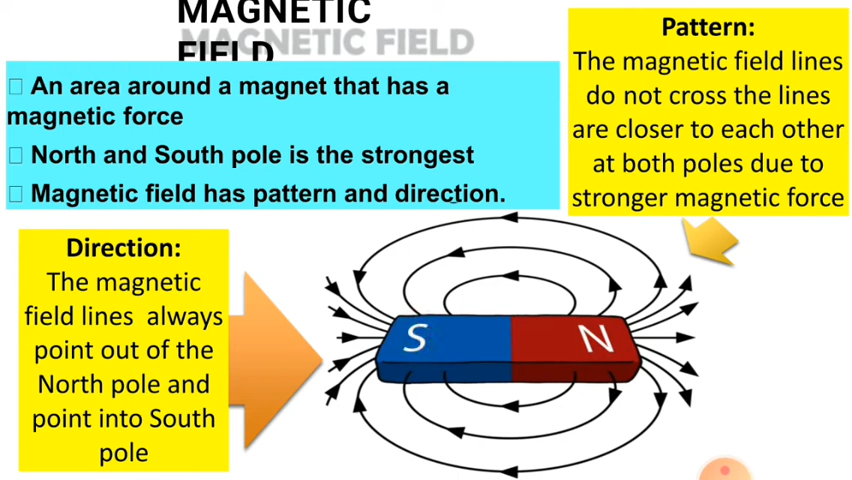 MAGNETIC
FIELD
MAGNETIC FIELD
An area around a magnet that has a
magnetic force
North and South pole is the strongest
Magnetic field has pattern and direction.
Pattern:
The magnetic field lines
do not cross the lines
are closer to each other
at both poles due to
stronger magnetic force
Direction:
The magnetic
field lines always
point out of the
North pole and
point into South
pole
S
N